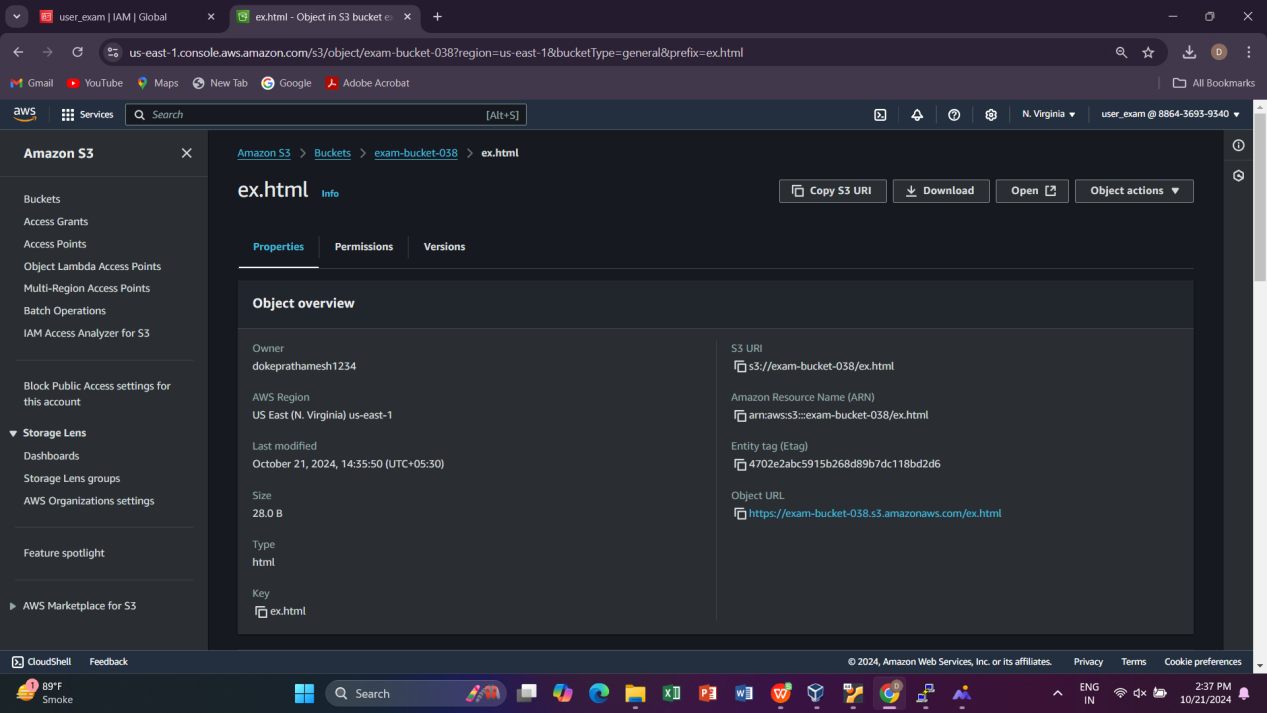 user_exam | IAM | Global
ex.html - Object in S3 bucket e
us-east-1.console.aws.amazon.com/s3/object/exam-bucket-038?region=us-east-1&bucketType=general&prefix=ex.html
D
Gmail
YouTube
Maps
New Tab
Google
Adobe Acrobat
All Bookmarks
aws
Services
Search
[Alt+S]
N. Virginia
user_exam @ 8864-3693-9340
Amazon S3
Buckets
Access Grants
Access Points
Object Lambda Access Points
Multi-Region Access Points
Batch Operations
IAM Access Analyzer for S3
Block Public Access settings for
this account
Storage Lens
Dashboards
Storage Lens groups
AWS Organizations settings
Feature spotlight
AWS Marketplace for S3
Amazon S3 > Buckets > exam-bucket-038 > ex.html
ex.html Info
Copy S3 URI
Download
Open
Object actions
Properties
Permissions
Versions
Object overview
Owner
dokeprathamesh1234
AWS Region
US East (N. Virginia) us-east-1
Last modified
October 21, 2024, 14:35:50 (UTC+05:30)
Size
28.0 B
Type
html
Key
ex.html
S3 URI
s3://exam-bucket-038/ex.html
Amazon Resource Name (ARN)
arn:aws:s3:::exam-bucket-038/ex.html
Entity tag (Etag)
4702e2abc5915b268d89b7dc118bd2d6
Object URL
https://exam-bucket-038.s3.amazonaws.com/ex.html
CloudShell
Feedback
© 2024, Amazon Web Services, Inc. or its affiliates.
Privacy
Terms
Cookie preferences
1
89°F
Smoke
Search
ENG
IN
2:37 PM
10/21/2024